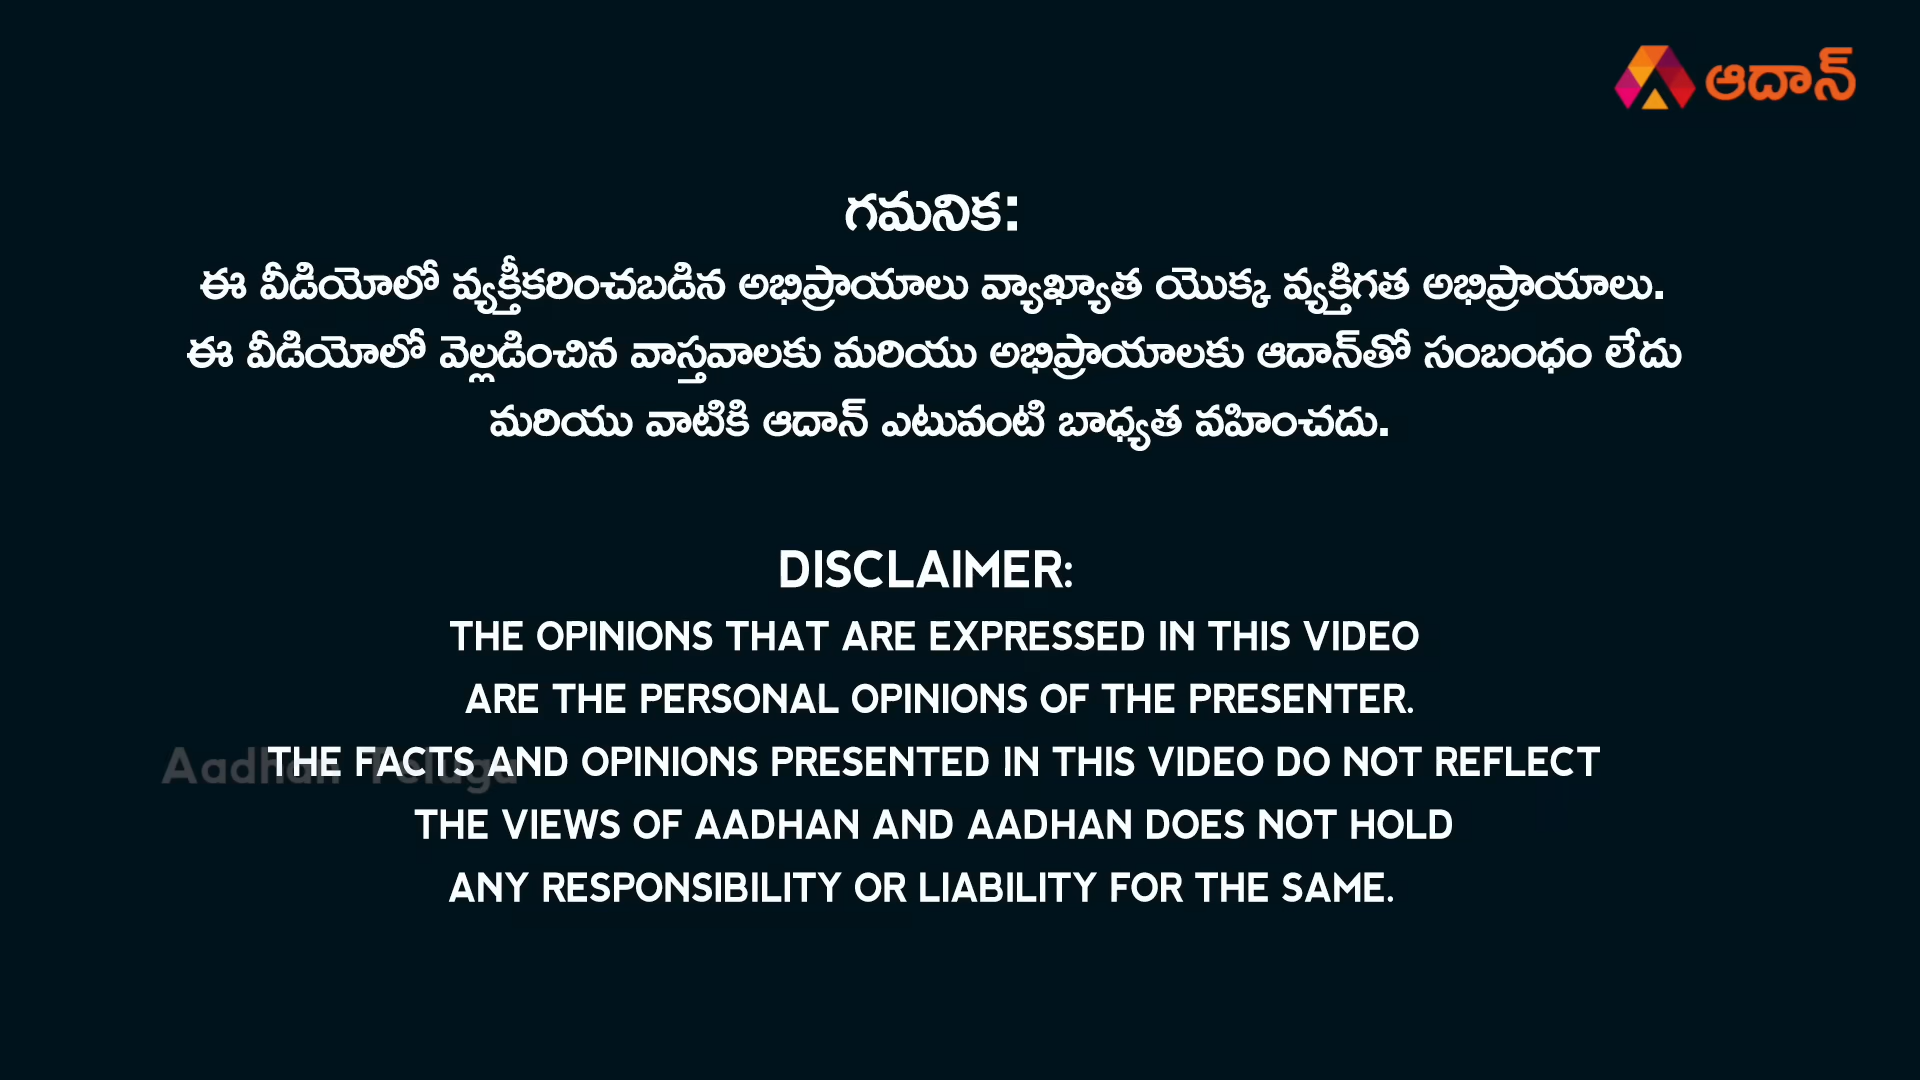 ఆదాన్
గమనిక:
ఈ వీడియోలో వ్యక్తీకరించబడిన అభిప్రాయాలు వ్యాఖ్యాత యొక్క వ్యక్తిగత అభిప్రాయాలు.
ఈ వీడియోలో వెల్లడించిన వాస్తవాలకు మరియు అభిప్రాయాలకు ఆదాన్‌తో సంబంధం లేదు
మరియు వాటికి ఆదాన్ ఎటువంటి బాధ్యత వహించదు.
DISCLAIMER:
THE OPINIONS THAT ARE EXPRESSED IN THIS VIDEO
ARE THE PERSONAL OPINIONS OF THE PRESENTER.
Aadhan Telugu
THE FACTS AND OPINIONS PRESENTED IN THIS VIDEO DO NOT REFLECT
THE VIEWS OF AADHAN AND AADHAN DOES NOT HOLD
ANY RESPONSIBILITY OR LIABILITY FOR THE SAME.